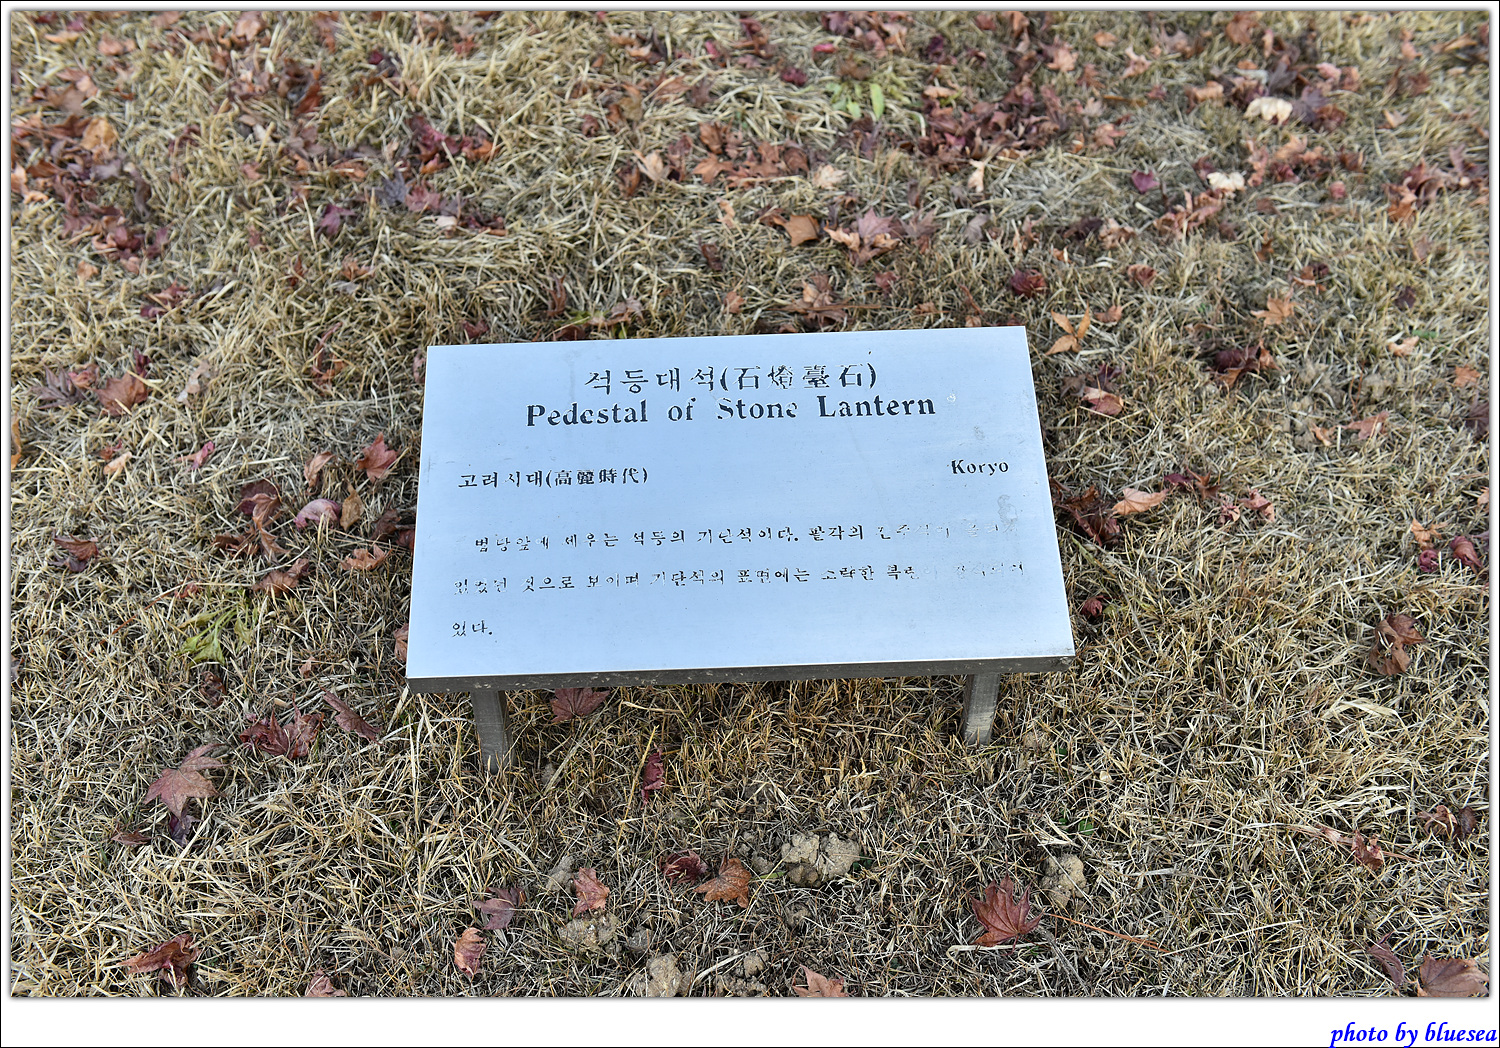 석등대석(石燈臺石)
Pedestal of Stone Lantern
고려시대(高麗時代) Koryo
법당앞에 세우는 석등의 기단석이다. 팔각의
있었던 것으로 보이며 기단석의 표면에는 소략한
있다.
photo by bluesea